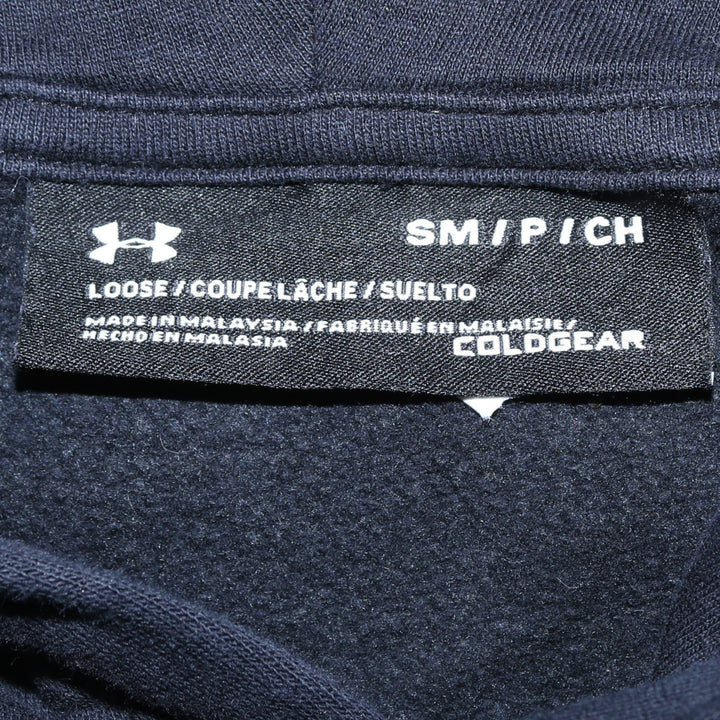 SM / P / CH
LOOSE / COUPE LÂCHE / SUELTO
MADE IN MALAYSIA / FABRIQUÉ EN MALAISIE /
HECHO EN MALASIA
COLDGEAR